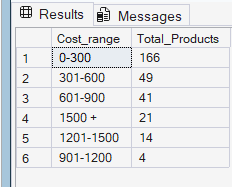 Results Messages
Cost_range Total_Products
1 0-300 166
2 301-600 49
3 601-900 41
4 1500 + 21
5 1201-1500 14
6 901-1200 4